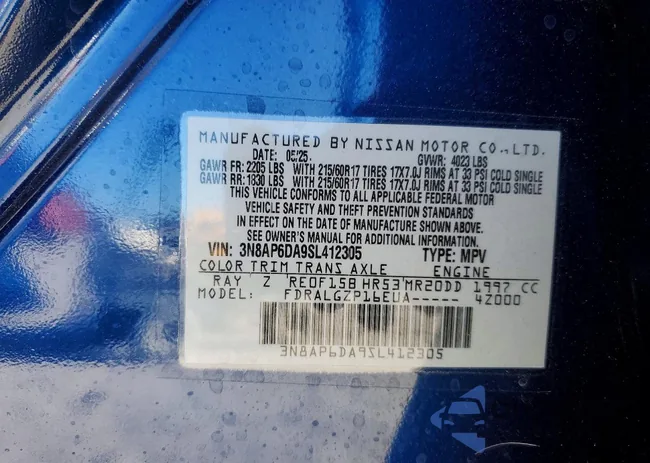 MANUFACTURED BY NISSAN MOTOR CO.,LTD.
DATE: 05/25. GVWR: 4023 LBS
GAWR FR: 2205 LBS WITH 215/60R17 TIRES 17X7.0J RIMS AT 33 PSI COLD SINGLE
GAWR RR: 1830 LBS WITH 215/60R17 TIRES 17X7.0J RIMS AT 33 PSI COLD SINGLE
THIS VEHICLE CONFORMS TO ALL APPLICABLE FEDERAL MOTOR
VEHICLE SAFETY AND THEFT PREVENTION STANDARDS
IN EFFECT ON THE DATE OF MANUFACTURE SHOWN ABOVE.
SEE OWNER'S MANUAL FOR ADDITIONAL INFORMATION.
VIN: 3N8AP6DA9SL412305 TYPE: MPV
COLOR TRIM TRANS AXLE ENGINE
RAY Z RE0F15B HR53 MR20DD 1997 CC
MODEL FDRALGZP16EUA----- 4Z000
3N8AP6DA9SL412305